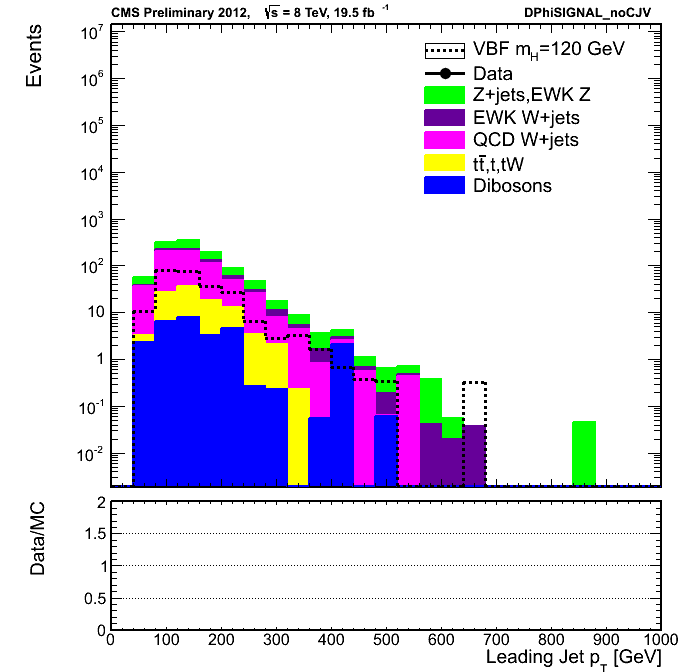 CMS Preliminary 2012, √s = 8 TeV, 19.5 fb⁻¹ DPhiSIGNAL_noCJV
Events
10⁷
10⁶
10⁵
10⁴
10³
10²
10
1
10⁻¹
10⁻²
VBF m_H=120 GeV
Data
Z+jets,EWK Z
EWK W+jets
QCD W+jets
tt̄,t,tW
Dibosons
Data/MC
2
1.5
1
0.5
0
0 100 200 300 400 500 600 700 800 900 1000
Leading Jet p_T [GeV]